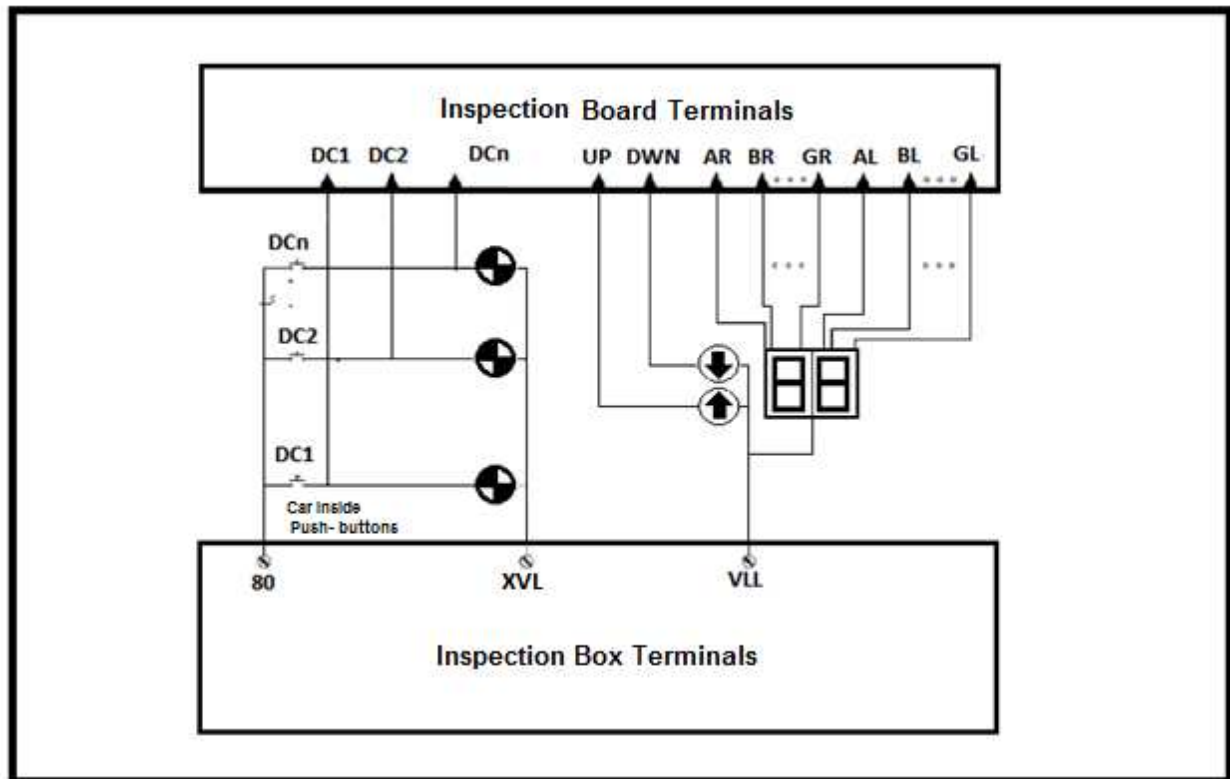 Inspection Board Terminals
DC1 DC2 DCn UP DWN AR BR GR AL BL GL
DCn
DC2
DC1
Car inside
Push- buttons
80 XVL VLL
Inspection Box Terminals